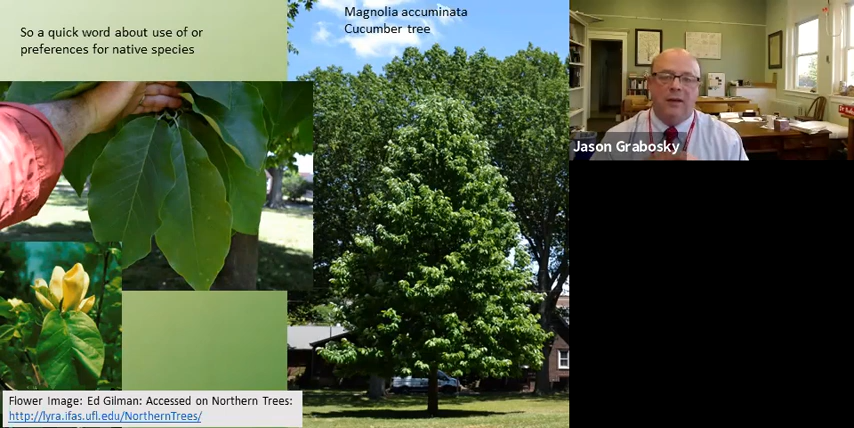 So a quick word about use of or
preferences for native species
Magnolia accuminata
Cucumber tree
Jason Grabosky
Flower Image: Ed Gilman: Accessed on Northern Trees:
http://lyra.ifas.ufl.edu/NorthernTrees/